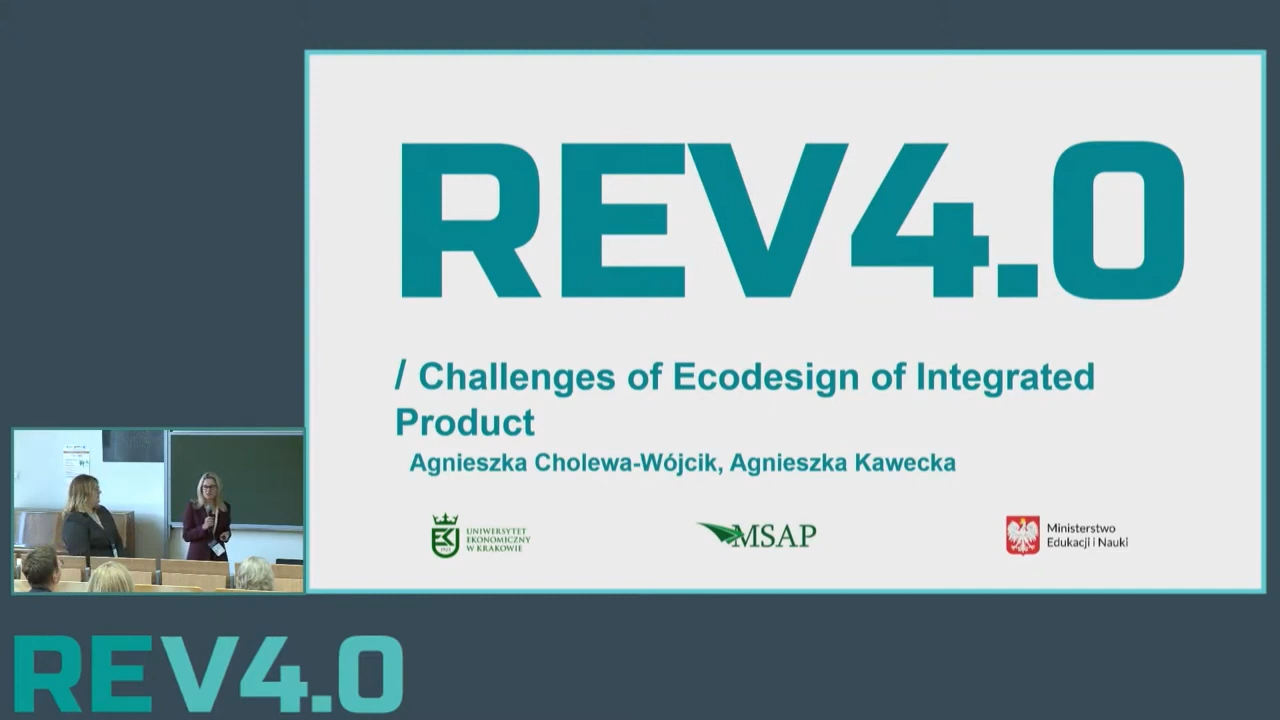 REV4.0
/ Challenges of Ecodesign of Integrated
Product
Agnieszka Cholewa-Wójcik, Agnieszka Kawecka
UNIWERSYTET
EKONOMICZNY
W KRAKOWIE
MSAP
Ministerstwo
Edukacji i Nauki
REV4.0